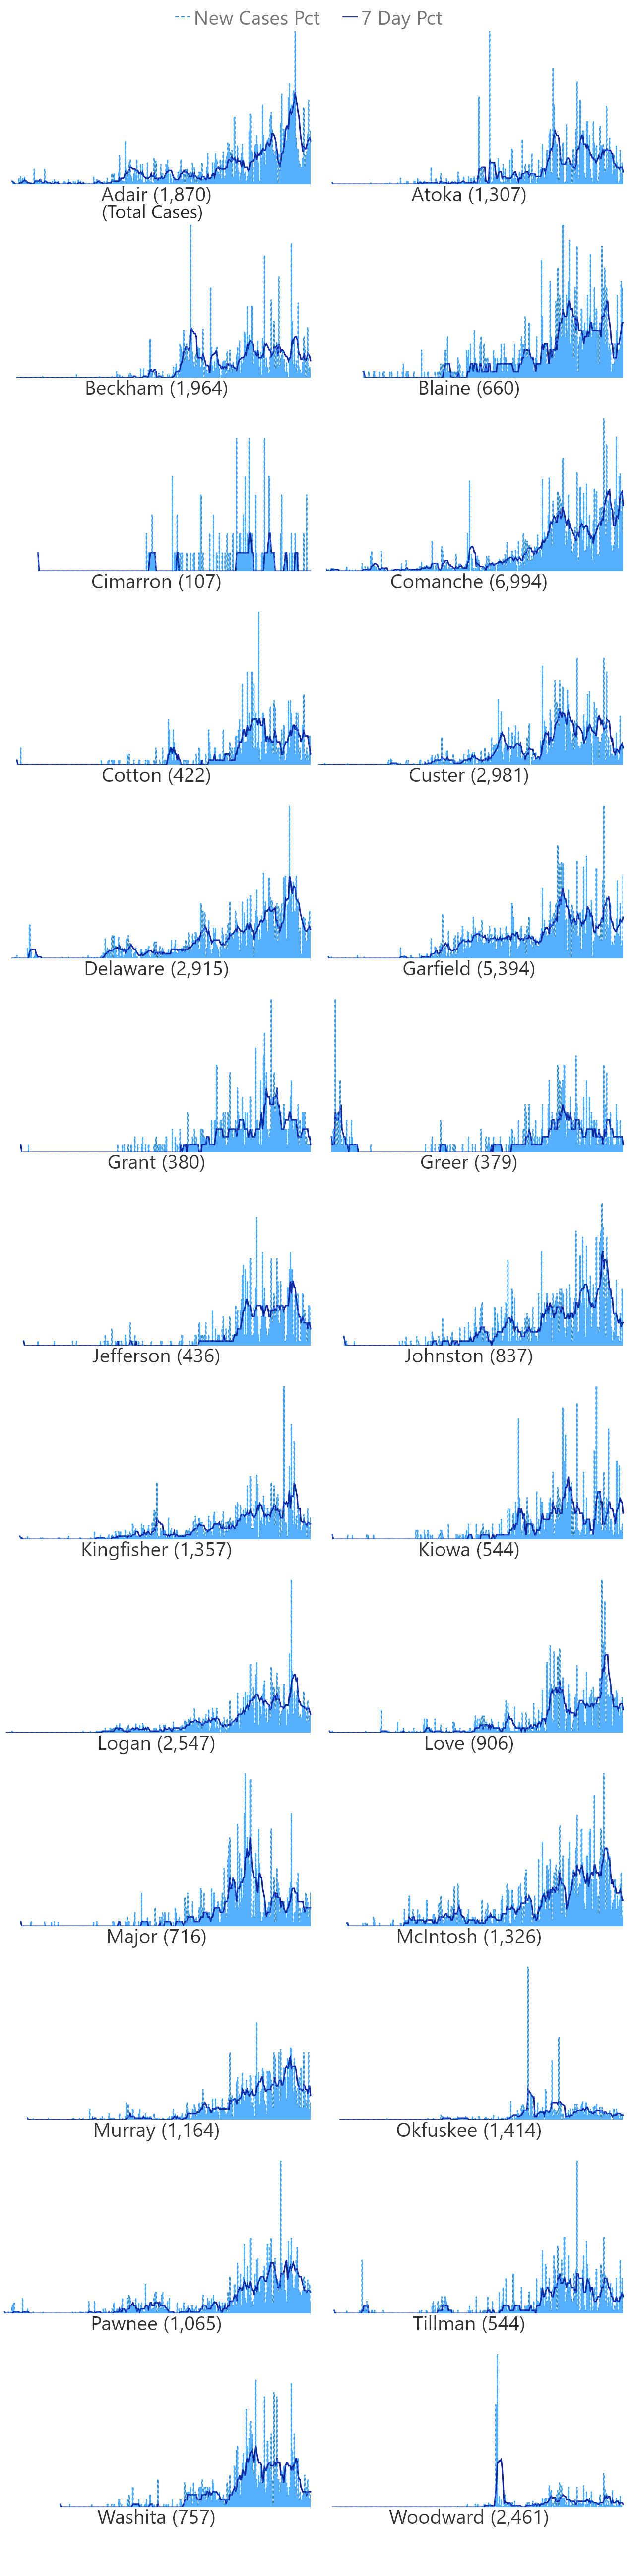 New Cases Pct 7 Day Pct
Adair (1,870)
(Total Cases)
Atoka (1,307)
Beckham (1,964)
Blaine (660)
Cimarron (107)
Comanche (6,994)
Cotton (422)
Custer (2,981)
Delaware (2,915)
Garfield (5,394)
Grant (380)
Greer (379)
Jefferson (436)
Johnston (837)
Kingfisher (1,357)
Kiowa (544)
Logan (2,547)
Love (906)
Major (716)
McIntosh (1,326)
Murray (1,164)
Okfuskee (1,414)
Pawnee (1,065)
Tillman (544)
Washita (757)
Woodward (2,461)